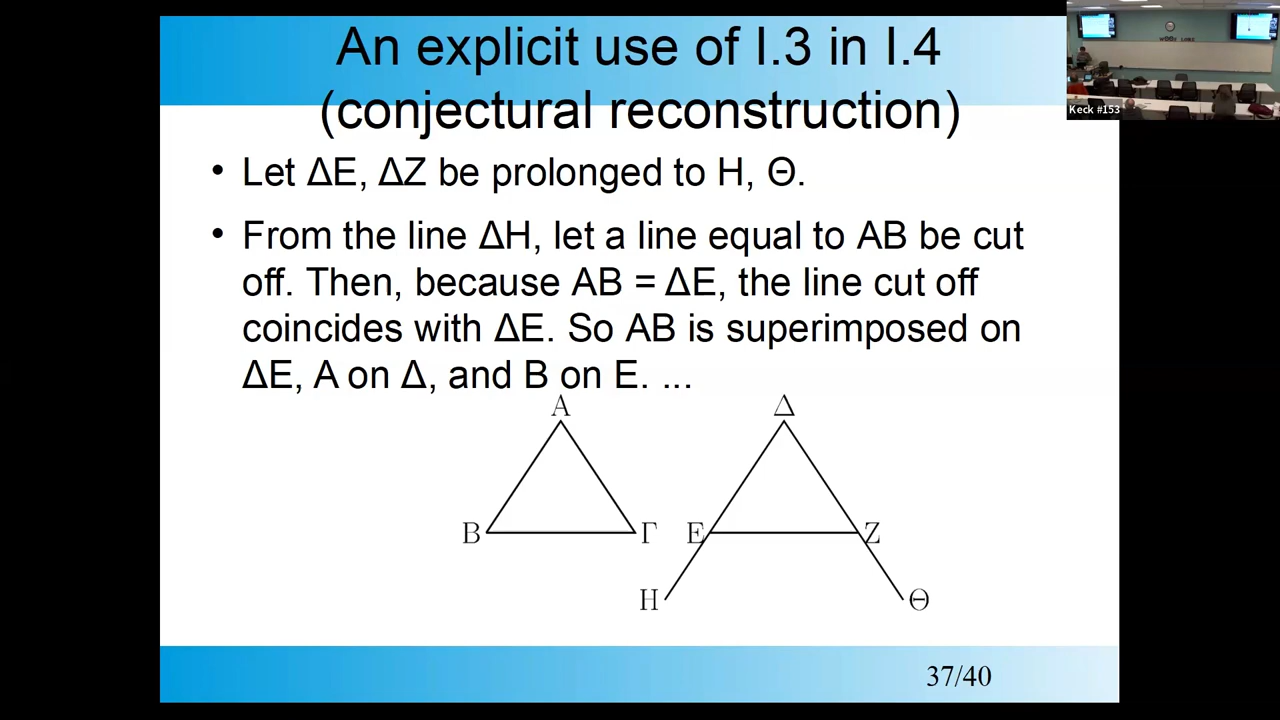 An explicit use of I.3 in I.4
(conjectural reconstruction)
• Let ΔE, ΔZ be prolonged to H, Θ.
• From the line ΔH, let a line equal to AB be cut
off. Then, because AB = ΔE, the line cut off
coincides with ΔE. So AB is superimposed on
ΔE, A on Δ, and B on E. ...
Α Δ
Β Γ Ε Ζ
Η Θ
37/40
Keck #153